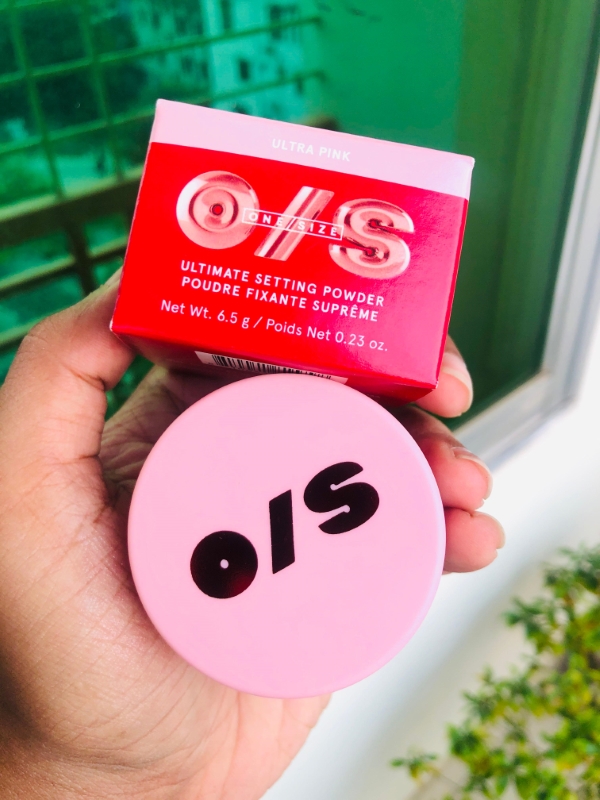 ULTRA PINK
O/S
ONE/SIZE
ULTIMATE SETTING POWDER
POUDRE FIXANTE SUPRÊME
Net Wt. 6.5 g / Poids Net 0.23 oz.
O/S